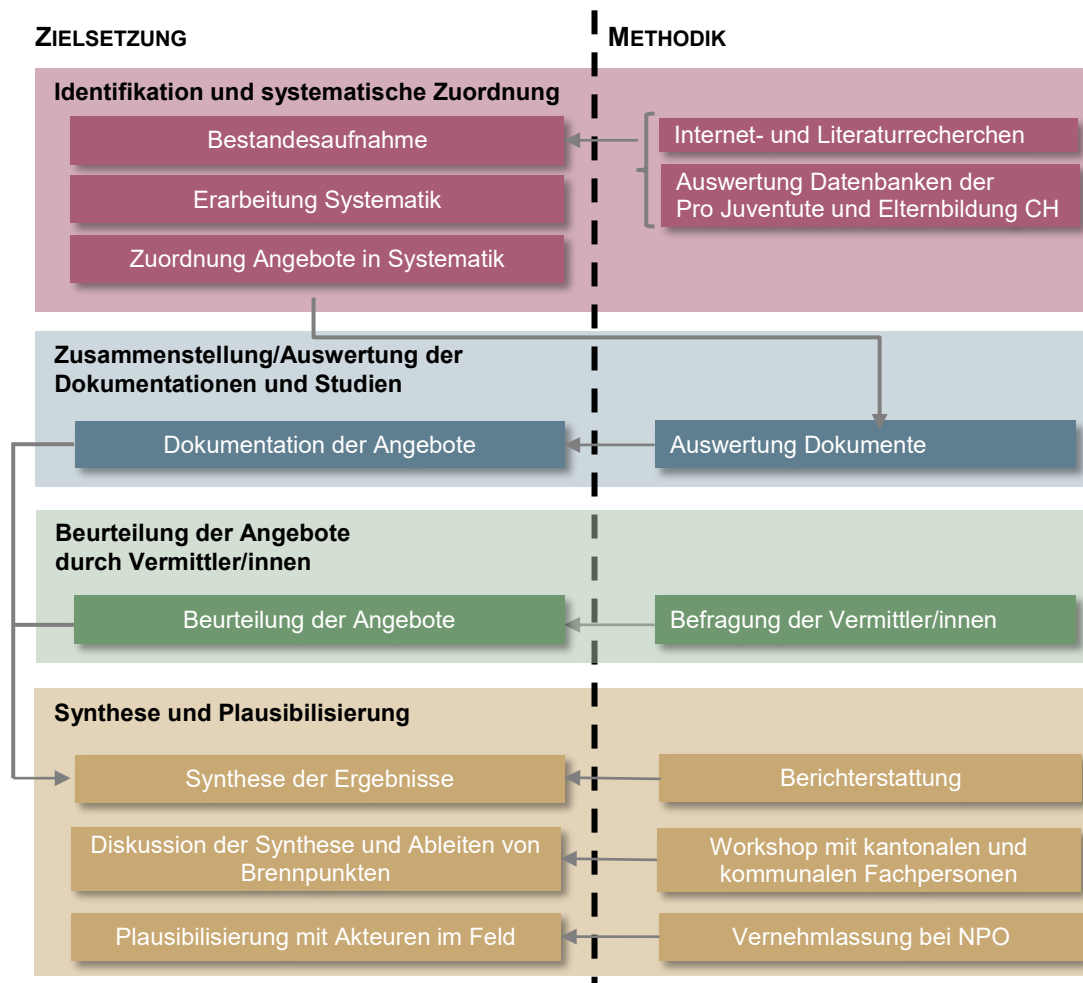 ZIELSETZUNG
METHODIK
Identifikation und systematische Zuordnung
Bestandesaufnahme
Internet- und Literaturrecherchen
Erarbeitung Systematik
Auswertung Datenbanken der
Pro Juventute und Elternbildung CH
Zuordnung Angebote in Systematik
Zusammenstellung/Auswertung der
Dokumentationen und Studien
Dokumentation der Angebote
Auswertung Dokumente
Beurteilung der Angebote
durch Vermittler/innen
Beurteilung der Angebote
Befragung der Vermittler/innen
Synthese und Plausibilisierung
Synthese der Ergebnisse
Berichterstattung
Diskussion der Synthese und Ableiten von
Brennpunkten
Workshop mit kantonalen und
kommunalen Fachpersonen
Plausibilisierung mit Akteuren im Feld
Vernehmlassung bei NPO